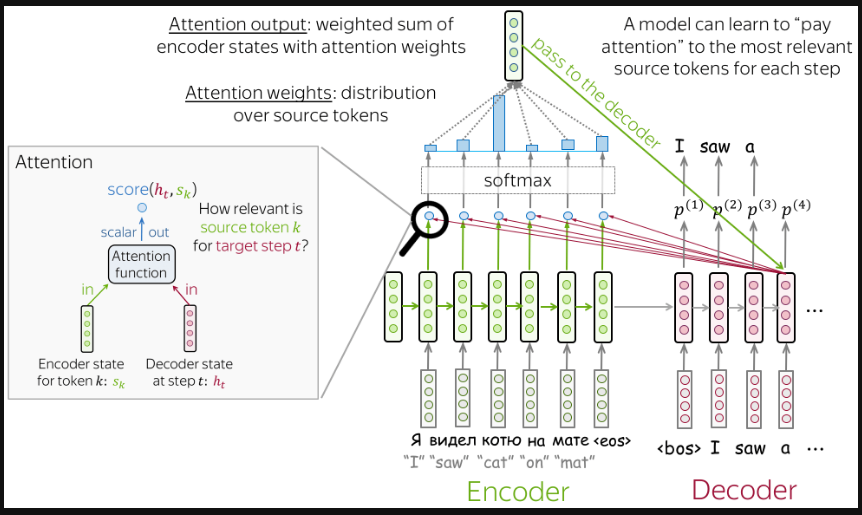 Attention output: weighted sum of
encoder states with attention weights
A model can learn to “pay
attention” to the most relevant
source tokens for each step
Attention weights: distribution
over source tokens
pass to the decoder
I saw a
softmax
p(1) p(2) p(3) p(4)
Attention
score(hₜ, sₖ)
How relevant is
source token k
for target step t?
scalar out
Attention
function
in in
Encoder state
for token k: sₖ
Decoder state
at step t: hₜ
...
Я видел котю на мате <eos>
“I” “saw” “cat” “on” “mat”
<bos> I saw a ...
Encoder
Decoder